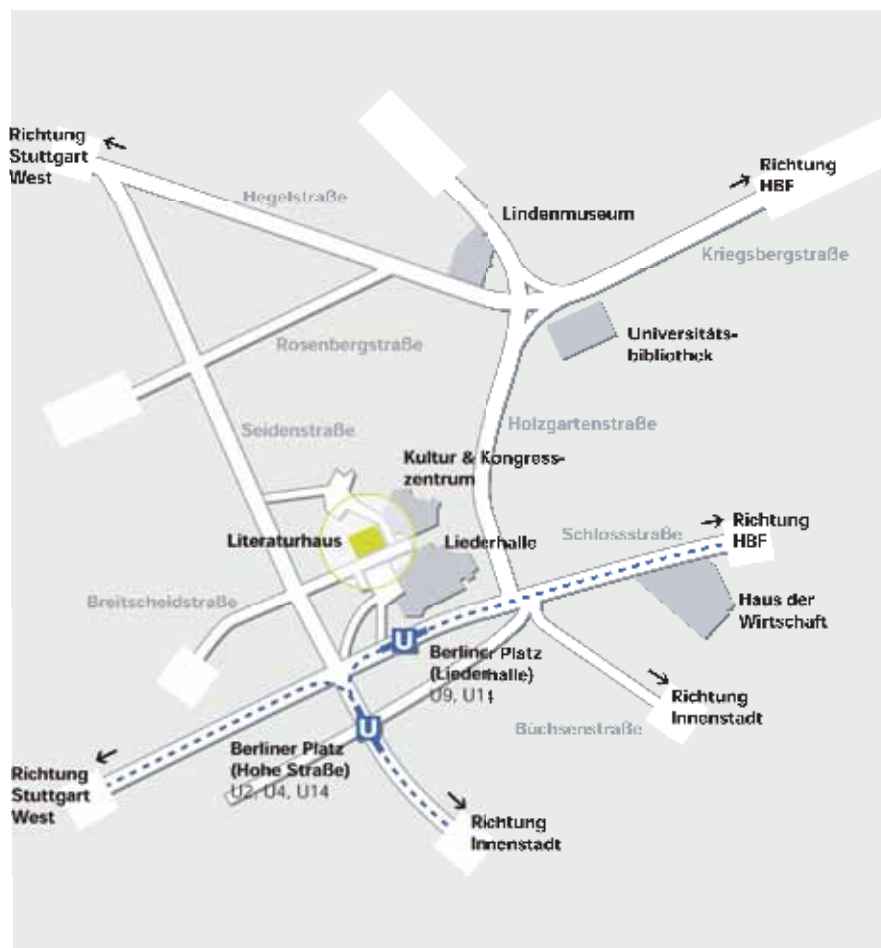 Richtung
Stuttgart
West
Hegelstraße
Lindenmuseum
Richtung
HBF
Kriegsbergstraße
Rosenbergstraße
Universitäts-
bibliothek
Seidenstraße
Holzgartenstraße
Kultur & Kongress-
zentrum
Literaturhaus
Liederhalle
Schlossstraße
Richtung
HBF
Breitscheidstraße
Haus der
Wirtschaft
U
Berliner Platz
(Liederhalle)
U9, U14
Richtung
Innenstadt
Büchsenstraße
U
Berliner Platz
(Hohe Straße)
U2, U4, U14
Richtung
Stuttgart
West
Richtung
Innenstadt